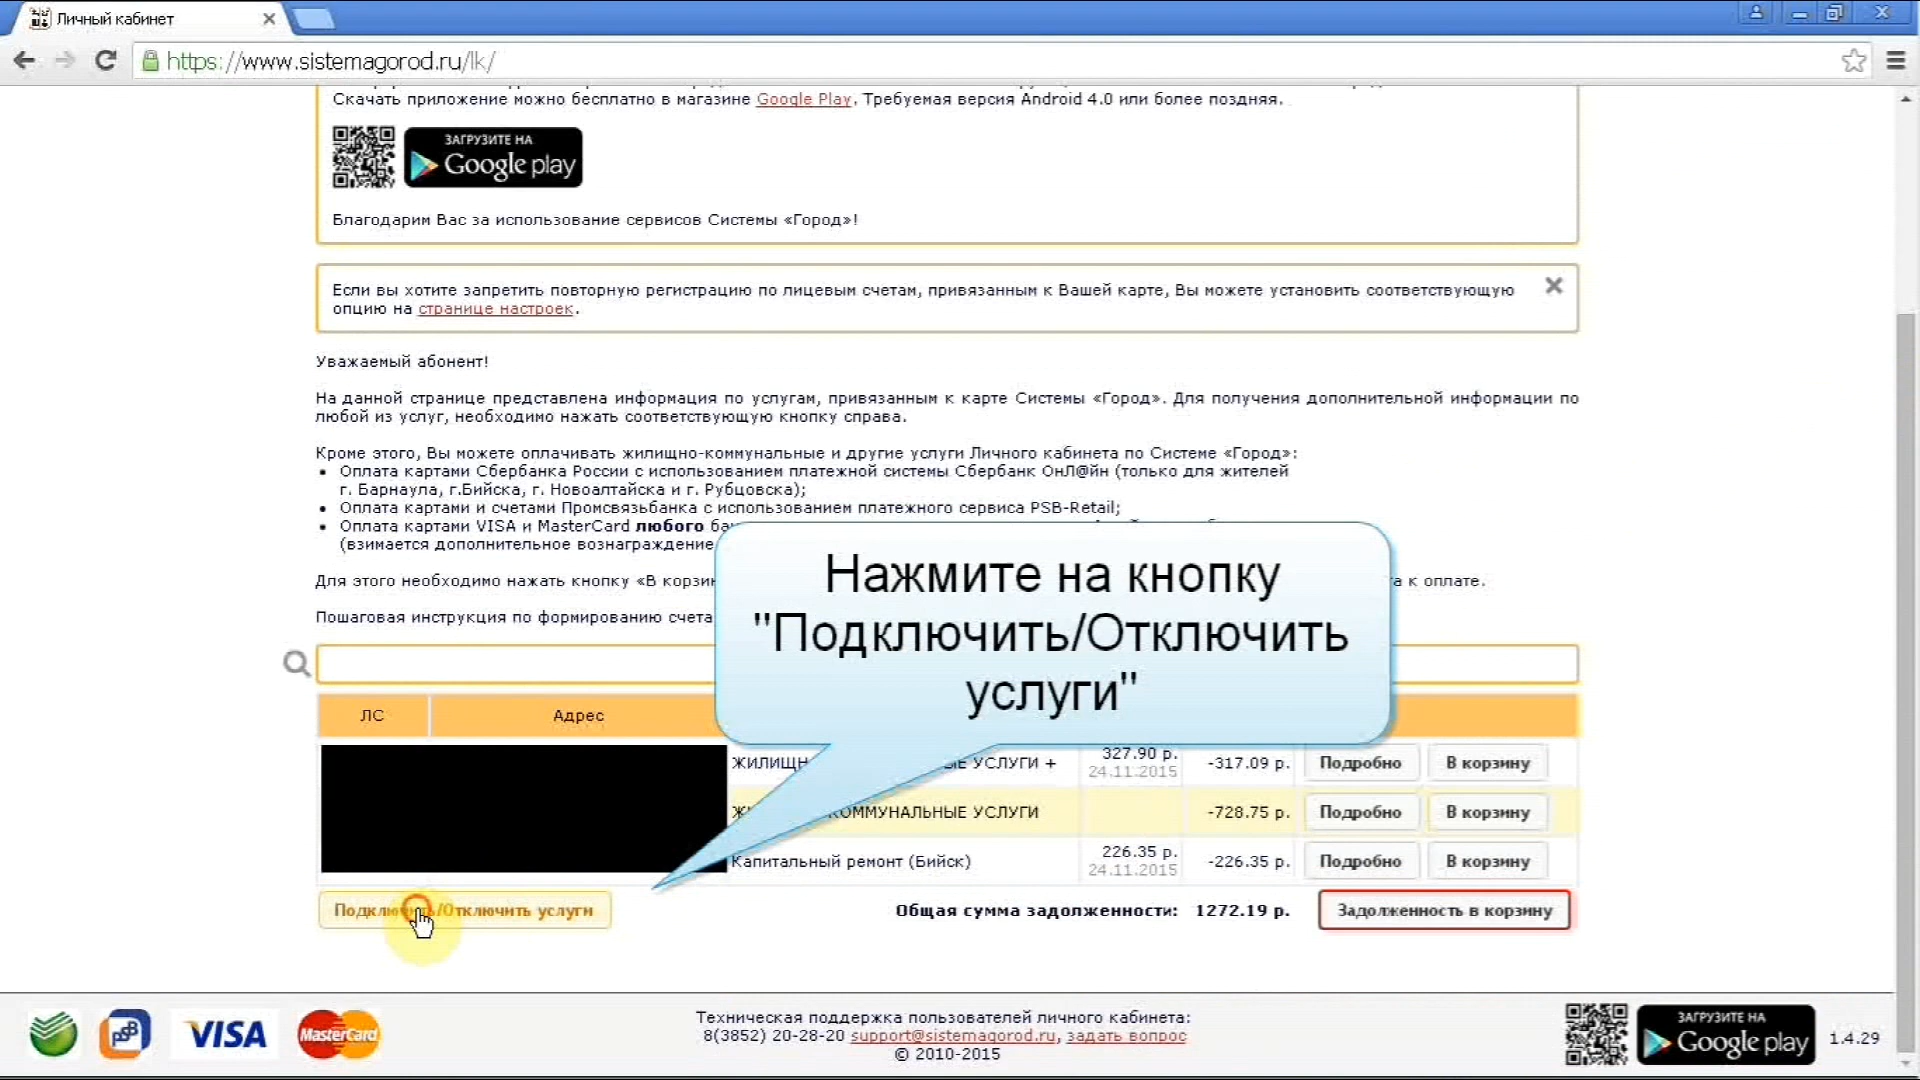 Личный кабинет
https://www.sistemagorod.ru/lk/
Скачать приложение можно бесплатно в магазине Google Play. Требуемая версия Android 4.0 или более поздняя.
ЗАГРУЗИТЕ НА
Google play
Благодарим Вас за использование сервисов Системы «Город»!
Если вы хотите запретить повторную регистрацию по лицевым счетам, привязанным к Вашей карте, Вы можете установить соответствующую
опцию на странице настроек.
Уважаемый абонент!
На данной странице представлена информация по услугам, привязанным к карте Системы «Город». Для получения дополнительной информации по
любой из услуг, необходимо нажать соответствующую кнопку справа.
Кроме этого, Вы можете оплачивать жилищно-коммунальные и другие услуги Личного кабинета по Системе «Город»:
• Оплата картами Сбербанка России с использованием платежной системы Сбербанк ОнЛ@йн (только для жителей
г. Барнаула, г.Бийска, г. Новоалтайска и г. Рубцовска);
• Оплата картами и счетами Промсвязьбанка с использованием платежного сервиса PSB-Retail;
• Оплата картами VISA и MasterCard любого
(взимается дополнительное вознаграждение
Для этого необходимо нажать кнопку «В к оплате.
Пошаговая инструкция по формированию счета
Нажмите на кнопку
"Подключить/Отключить
услуги"
ЛС Адрес
УСЛУГИ + 327.90 р. 24.11.2015 -317.09 р. Подробно В корзину
КОММУНАЛЬНЫЕ УСЛУГИ -728.75 р. Подробно В корзину
Капитальный ремонт (Бийск) 226.35 р. 24.11.2015 -226.35 р. Подробно В корзину
Подключить/Отключить услуги Общая сумма задолженности: 1272.19 р. Задолженность в корзину
PSB VISA MasterCard
Техническая поддержка пользователей личного кабинета:
8(3852) 20-28-20 support@sistemagorod.ru, задать вопрос
© 2010-2015
ЗАГРУЗИТЕ НА
Google play
1.4.29